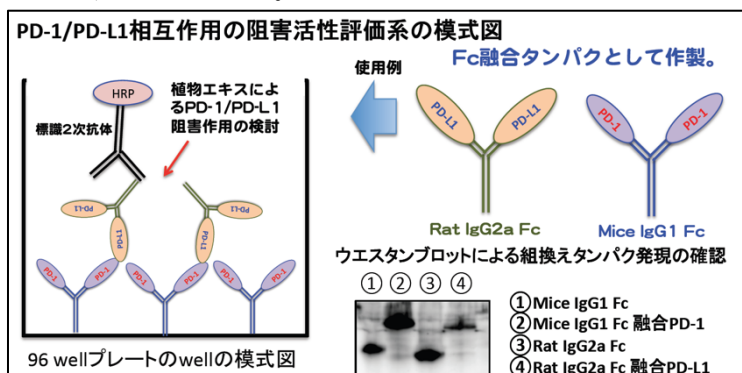 PD-1/PD-L1相互作用の阻害活性評価系の模式図
HRP
標識2次抗体
植物エキスによ
るPD-1/PD-L1
阻害作用の検討
PD-L1
PD-L1
PD-L1
PD-L1
PD-1
PD-1
PD-1
PD-1
PD-1
PD-1
96 wellプレートのwellの模式図
使用例
Fc融合タンパクとして作製。
PD-L1
PD-L1
PD-1
PD-1
Rat IgG2a Fc
Mice IgG1 Fc
ウエスタンブロットによる組換えタンパク発現の確認
① ② ③ ④
①Mice IgG1 Fc
②Mice IgG1 Fc 融合PD-1
③Rat IgG2a Fc
④Rat IgG2a Fc 融合PD-L1